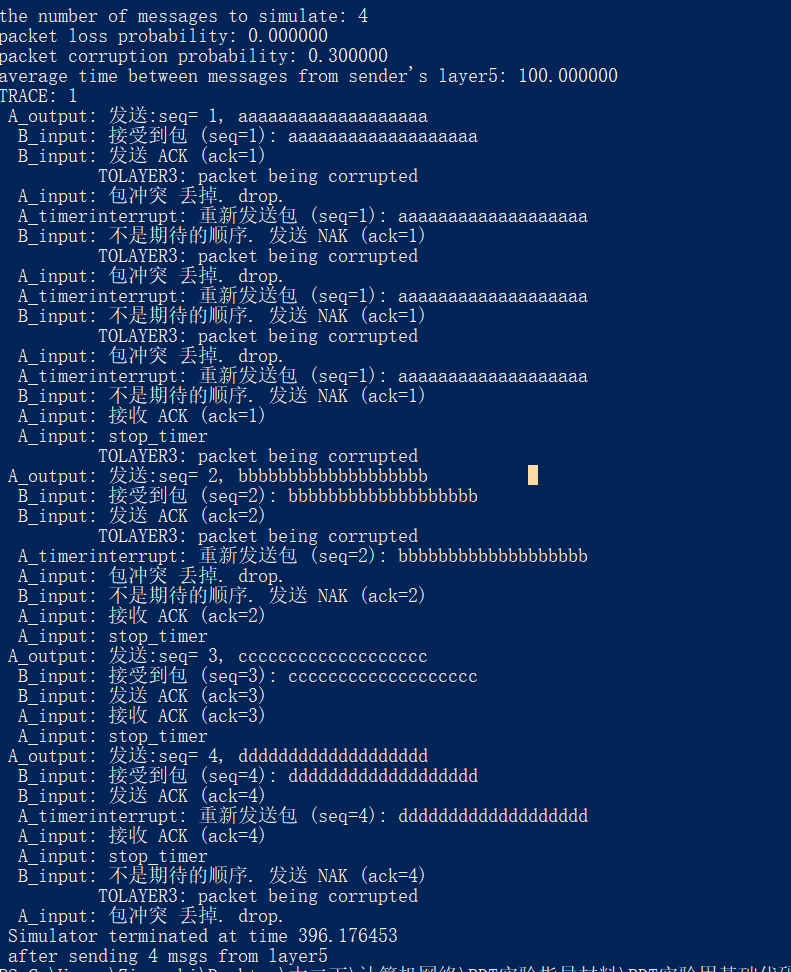 the number of messages to simulate: 4
packet loss probability: 0.000000
packet corruption probability: 0.300000
average time between messages from sender's layer5: 100.000000
TRACE: 1
A_output: 发送:seq= 1, aaaaaaaaaaaaaaaaaaa
B_input: 接受到包 (seq=1): aaaaaaaaaaaaaaaaaaa
B_input: 发送 ACK (ack=1)
TOLAYER3: packet being corrupted
A_input: 包冲突 丢掉. drop.
A_timerinterrupt: 重新发送包 (seq=1): aaaaaaaaaaaaaaaaaaa
B_input: 不是期待的顺序. 发送 NAK (ack=1)
TOLAYER3: packet being corrupted
A_input: 包冲突 丢掉. drop.
A_timerinterrupt: 重新发送包 (seq=1): aaaaaaaaaaaaaaaaaaa
B_input: 不是期待的顺序. 发送 NAK (ack=1)
TOLAYER3: packet being corrupted
A_input: 包冲突 丢掉. drop.
A_timerinterrupt: 重新发送包 (seq=1): aaaaaaaaaaaaaaaaaaa
B_input: 不是期待的顺序. 发送 NAK (ack=1)
A_input: 接收 ACK (ack=1)
A_input: stop_timer
TOLAYER3: packet being corrupted
A_output: 发送:seq= 2, bbbbbbbbbbbbbbbbbbb
B_input: 接受到包 (seq=2): bbbbbbbbbbbbbbbbbbb
B_input: 发送 ACK (ack=2)
TOLAYER3: packet being corrupted
A_timerinterrupt: 重新发送包 (seq=2): bbbbbbbbbbbbbbbbbbb
A_input: 包冲突 丢掉. drop.
B_input: 不是期待的顺序. 发送 NAK (ack=2)
A_input: 接收 ACK (ack=2)
A_input: stop_timer
A_output: 发送:seq= 3, ccccccccccccccccccc
B_input: 接受到包 (seq=3): ccccccccccccccccccc
B_input: 发送 ACK (ack=3)
A_input: 接收 ACK (ack=3)
A_input: stop_timer
A_output: 发送:seq= 4, ddddddddddddddddddd
B_input: 接受到包 (seq=4): ddddddddddddddddddd
B_input: 发送 ACK (ack=4)
A_timerinterrupt: 重新发送包 (seq=4): ddddddddddddddddddd
A_input: 接收 ACK (ack=4)
A_input: stop_timer
B_input: 不是期待的顺序. 发送 NAK (ack=4)
TOLAYER3: packet being corrupted
A_input: 包冲突 丢掉. drop.
Simulator terminated at time 396.176453
after sending 4 msgs from layer5